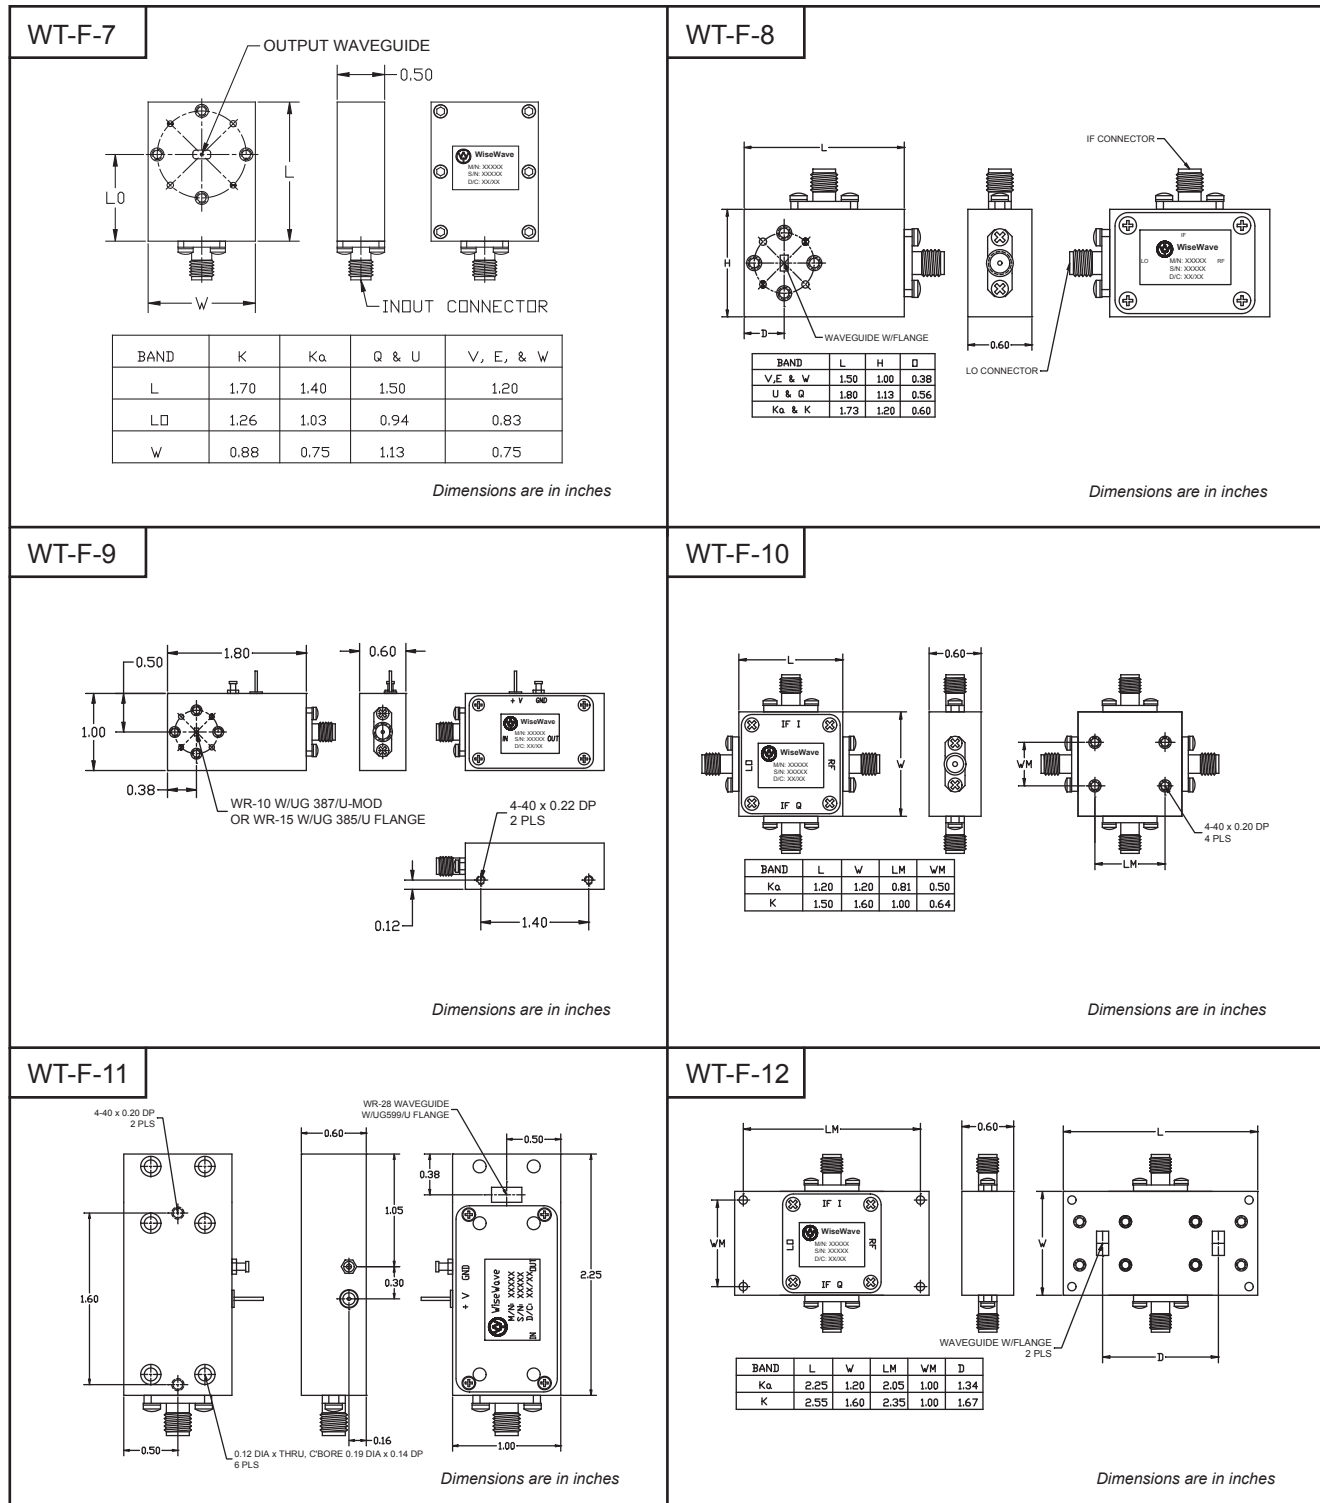 WT-F-7
OUTPUT WAVEGUIDE
0.50
LO
L
W
WiseWave
M/N: XXXXX
S/N: XXXXX
D/C: XX/XX
INOUT CONNECTOR
BAND K Ka Q & U V, E, & W
L 1.70 1.40 1.50 1.20
LO 1.26 1.03 0.94 0.83
W 0.88 0.75 1.13 0.75
Dimensions are in inches
WT-F-8
IF CONNECTOR
L
H
D
WAVEGUIDE W/FLANGE
0.60
IF
LO
RF
WiseWave
M/N: XXXXX
S/N: XXXXX
D/C: XX/XX
LO CONNECTOR
BAND L H D
V,E & W 1.50 1.00 0.38
U & Q 1.80 1.13 0.56
Ka & K 1.73 1.20 0.60
Dimensions are in inches
WT-F-9
0.50
1.80
0.60
1.00
0.38
+ V GND
WiseWave
M/N: XXXXX
IN S/N: XXXXX OUT
D/C: XX/XX
WR-10 W/UG 387/U-MOD
OR WR-15 W/UG 385/U FLANGE
4-40 x 0.22 DP
2 PLS
0.12
1.40
Dimensions are in inches
WT-F-10
L
0.60
IF I
WiseWave
M/N: XXXXX
S/N: XXXXX
D/C: XX/XX
LO
RF
IF Q
W
WM
4-40 x 0.20 DP
4 PLS
LM
BAND L W LM WM
Ka 1.20 1.20 0.81 0.50
K 1.50 1.60 1.00 0.64
Dimensions are in inches
WT-F-11
4-40 x 0.20 DP
2 PLS
WR-28 WAVEGUIDE
W/UG599/U FLANGE
0.60
0.50
0.38
1.05
0.30
1.60
2.25
+ V GND
WiseWave
M/N: XXXXX
S/N: XXXXX
D/C: XX/XX
OUT
IN
0.16
0.50
1.00
0.12 DIA x THRU, C'BORE 0.19 DIA x 0.14 DP
6 PLS
Dimensions are in inches
WT-F-12
LM
0.60
L
WM
IF I
WiseWave
M/N: XXXXX
S/N: XXXXX
D/C: XX/XX
LO
RF
IF Q
W
WAVEGUIDE W/FLANGE
2 PLS
D
BAND L W LM WM D
Ka 2.25 1.20 2.05 1.00 1.34
K 2.55 1.60 2.35 1.00 1.67
Dimensions are in inches